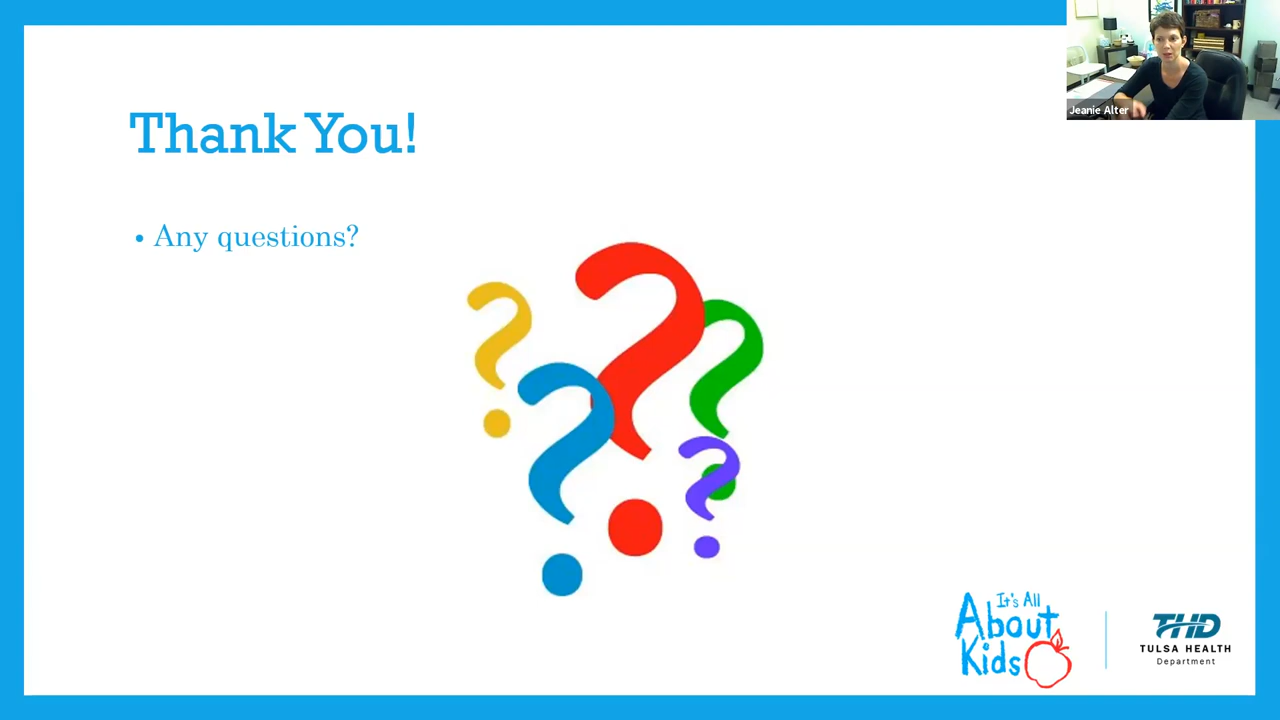 Jeanie Alter
Thank You!
• Any questions?
It's All
About
Kids
THD
TULSA HEALTH
Department